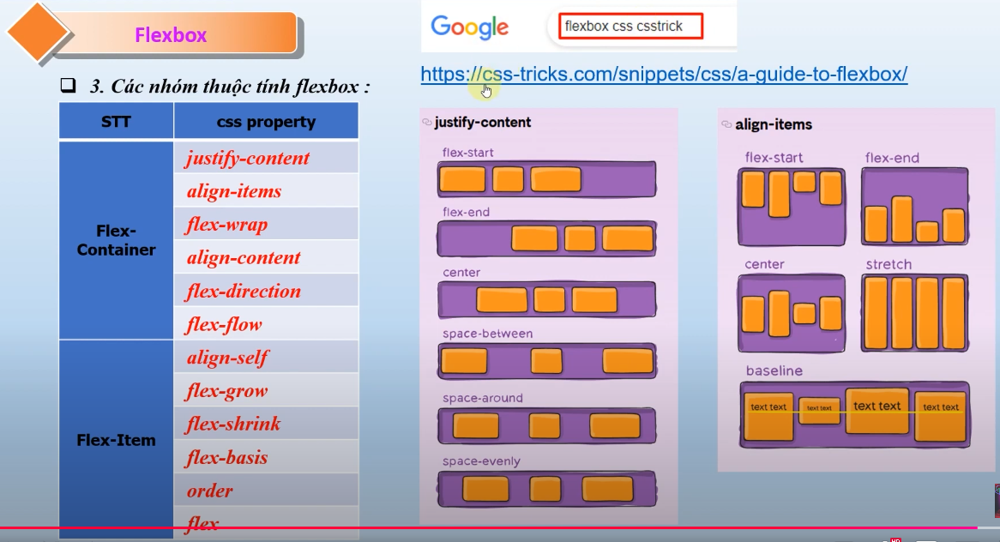 Flexbox
Google
flexbox css csstrick
https://css-tricks.com/snippets/css/a-guide-to-flexbox/
3. Các nhóm thuộc tính flexbox :
STT
css property
Flex-
Container
justify-content
align-items
flex-wrap
align-content
flex-direction
flex-flow
Flex-Item
align-self
flex-grow
flex-shrink
flex-basis
order
flex
justify-content
flex-start
flex-end
center
space-between
space-around
space-evenly
align-items
flex-start
flex-end
center
stretch
baseline
text text
text text
text text
text text
HD